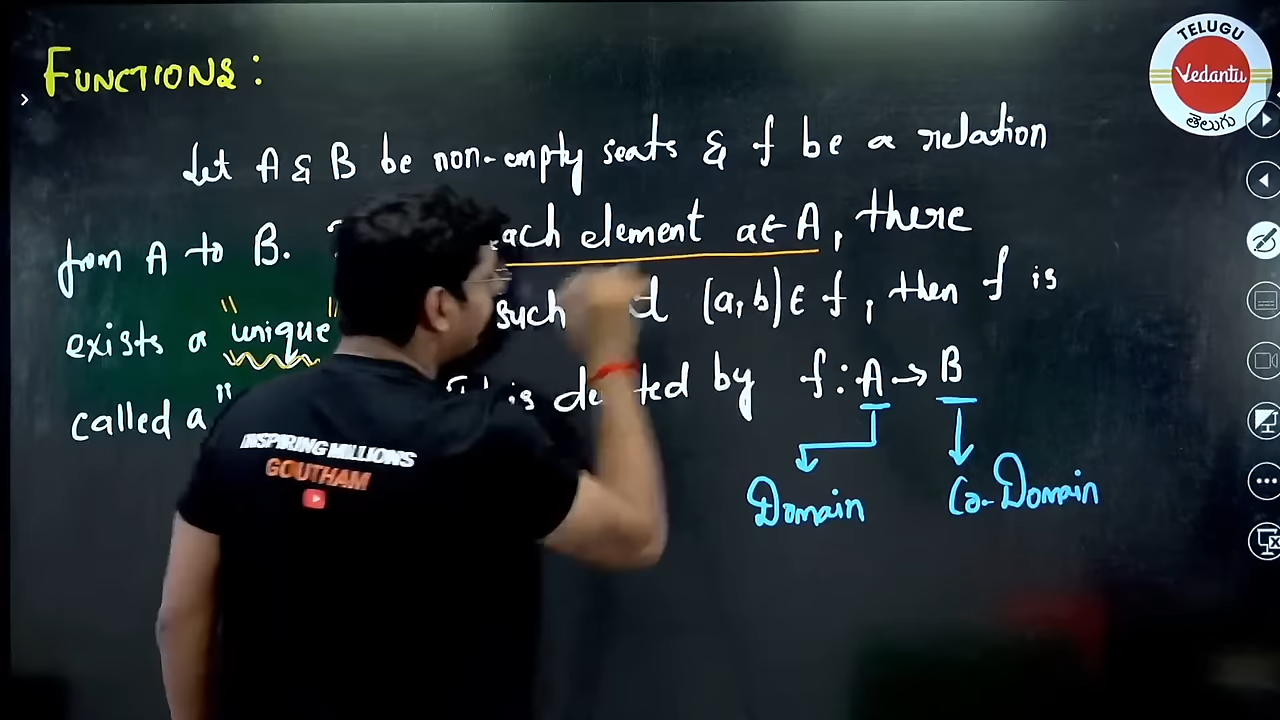 FUNCTIONS:
TELUGU
Vedantu
తెలుగు
Let A & B be non-empty seats & f be a relation
from A to B. each element a∈A, there
exists a "unique" such (a,b)∈ f, then f is
called a " is by f:A→B
Domain Co-Domain
INSPIRING MILLIONS
GOUTHAM